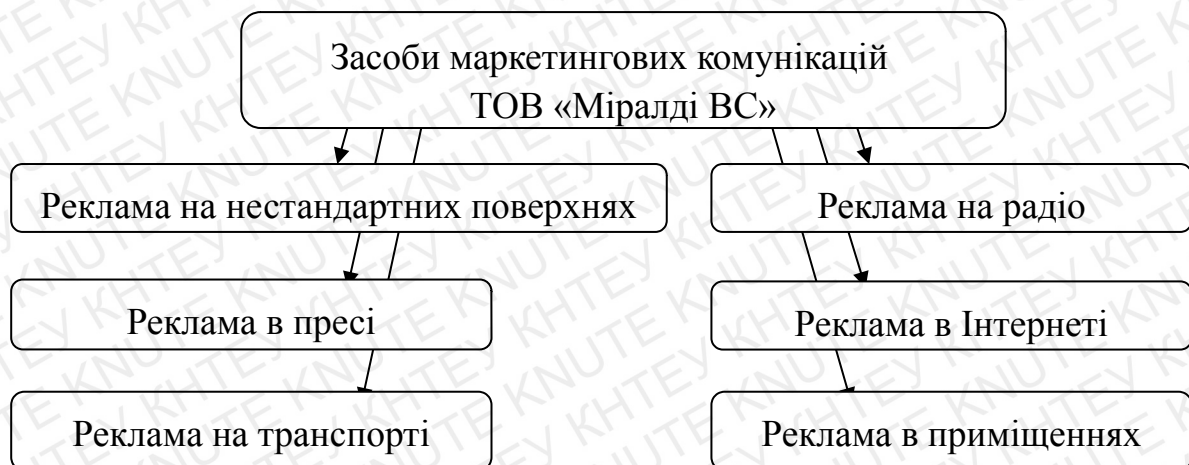 Засоби маркетингових комунікацій
ТОВ «Міралді ВС»
Реклама на нестандартних поверхнях
Реклама на радіо
Реклама в пресі
Реклама в Інтернеті
Реклама на транспорті
Реклама в приміщеннях